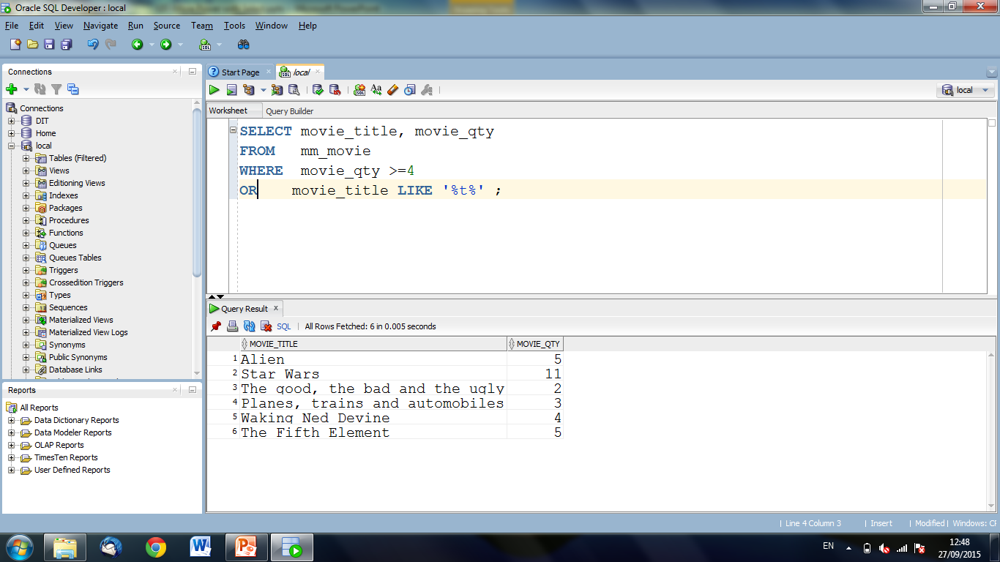 Oracle SQL Developer : local
File Edit View Navigate Run Source Team Tools Window Help
Connections
Connections
DIT
Home
local
Tables (Filtered)
Views
Editioning Views
Indexes
Packages
Procedures
Functions
Queues
Queues Tables
Triggers
Crossedition Triggers
Types
Sequences
Materialized Views
Materialized View Logs
Synonyms
Public Synonyms
Database Links
Reports
All Reports
Data Dictionary Reports
Data Modeler Reports
OLAP Reports
TimesTen Reports
User Defined Reports
Start Page local
local
Worksheet Query Builder
SELECT movie_title, movie_qty
FROM mm_movie
WHERE movie_qty >=4
OR movie_title LIKE '%t%' ;
Query Result
SQL | All Rows Fetched: 6 in 0.005 seconds
MOVIE_TITLE MOVIE_QTY
1 Alien 5
2 Star Wars 11
3 The good, the bad and the ugly 2
4 Planes, trains and automobiles 3
5 Waking Ned Devine 4
6 The Fifth Element 5
| Line 4 Column 3 | Insert | Modified | Windows: CF
EN 12:48
27/09/2015